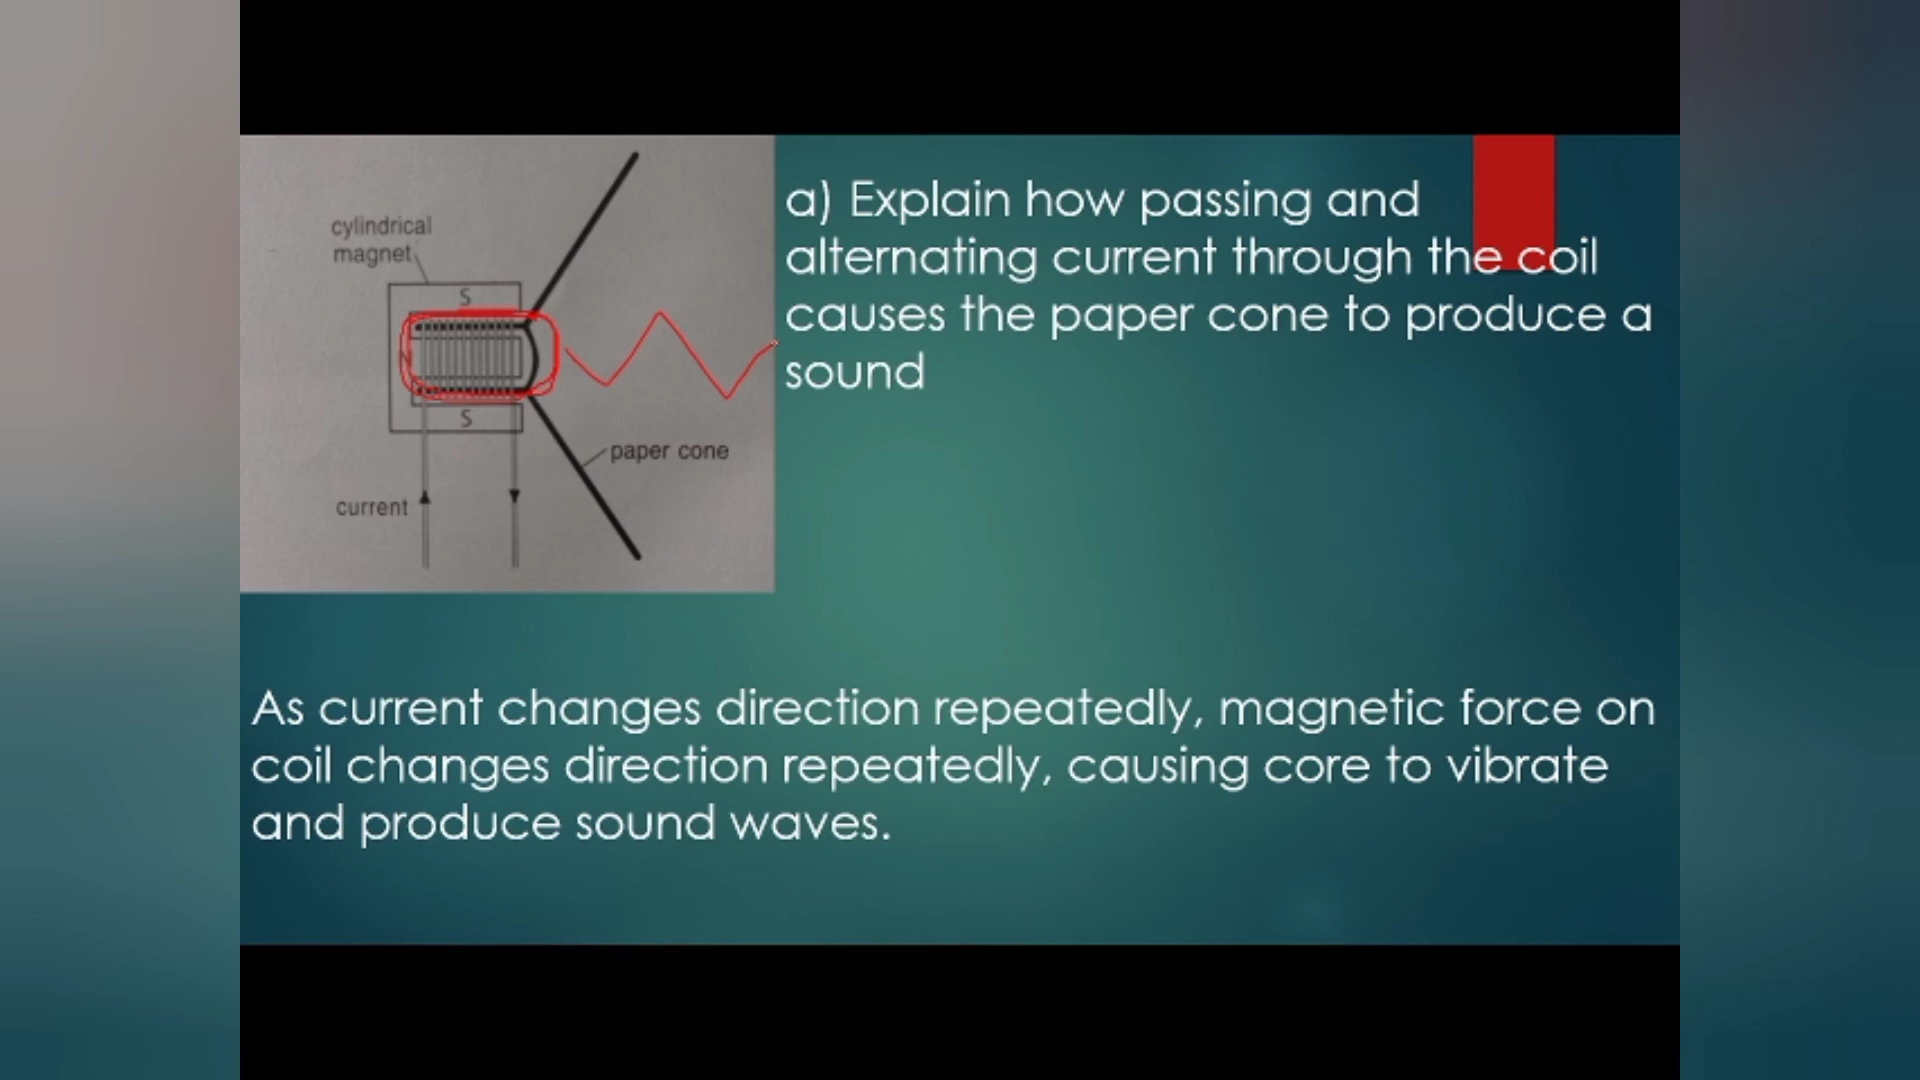 cylindrical
magnet
S
N
S
current
paper cone
a) Explain how passing and
alternating current through the coil
causes the paper cone to produce a
sound
As current changes direction repeatedly, magnetic force on
coil changes direction repeatedly, causing core to vibrate
and produce sound waves.